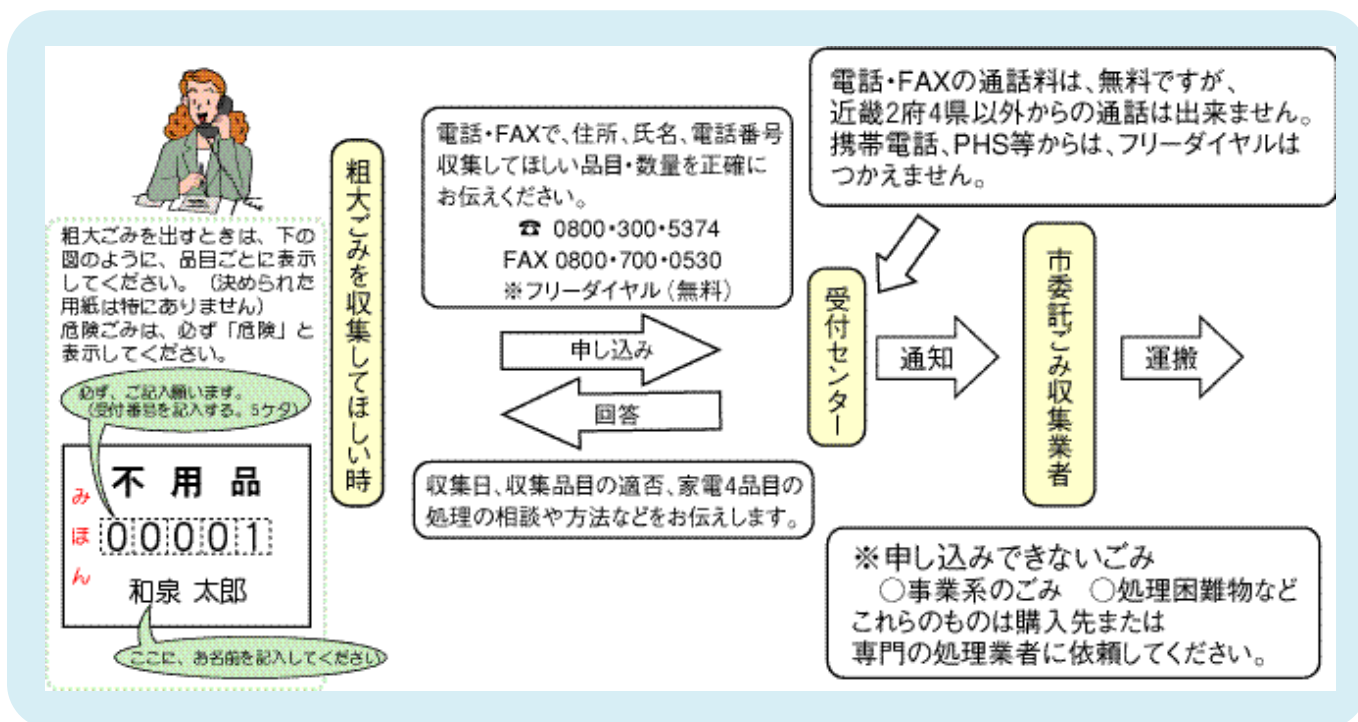 粗大ごみを出すときは、下の
図のように、品目ごとに表示
してください。（決められた
用紙は特にありません）
危険ごみは、必ず「危険」と
表示してください。
必ず、ご記入願います。
（受付番号を記入する。5ケタ）
みほん
不用品
00001
和泉 太郎
ここに、お名前を記入してください
粗大ごみを収集してほしい時
電話・FAXで、住所、氏名、電話番号
収集してほしい品目・数量を正確に
お伝えください。
☎ 0800・300・5374
FAX 0800・700・0530
※フリーダイヤル（無料）
申し込み
回答
収集日、収集品目の適否、家電4品目の
処理の相談や方法などをお伝えします。
電話・FAXの通話料は、無料ですが、
近畿2府4県以外からの通話は出来ません。
携帯電話、PHS等からは、フリーダイヤルは
つかえません。
受付センター
通知
市委託ごみ収集業者
運搬
※申し込みできないごみ
○事業系のごみ　○処理困難物など
これらのものは購入先または
専門の処理業者に依頼してください。